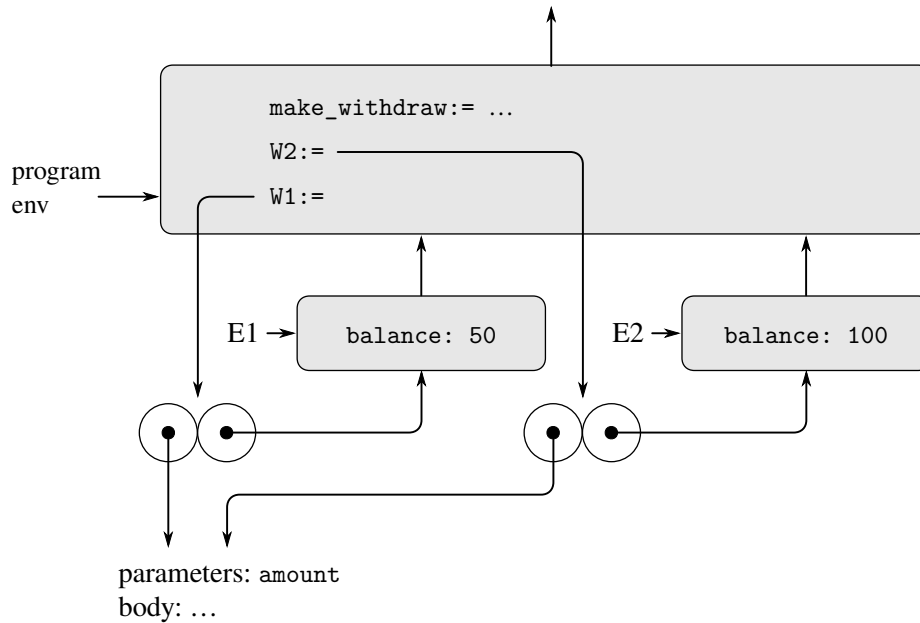 make_withdraw:= ...
W2:=
program
env
W1:=
E1
balance: 50
E2
balance: 100
parameters: amount
body: ...